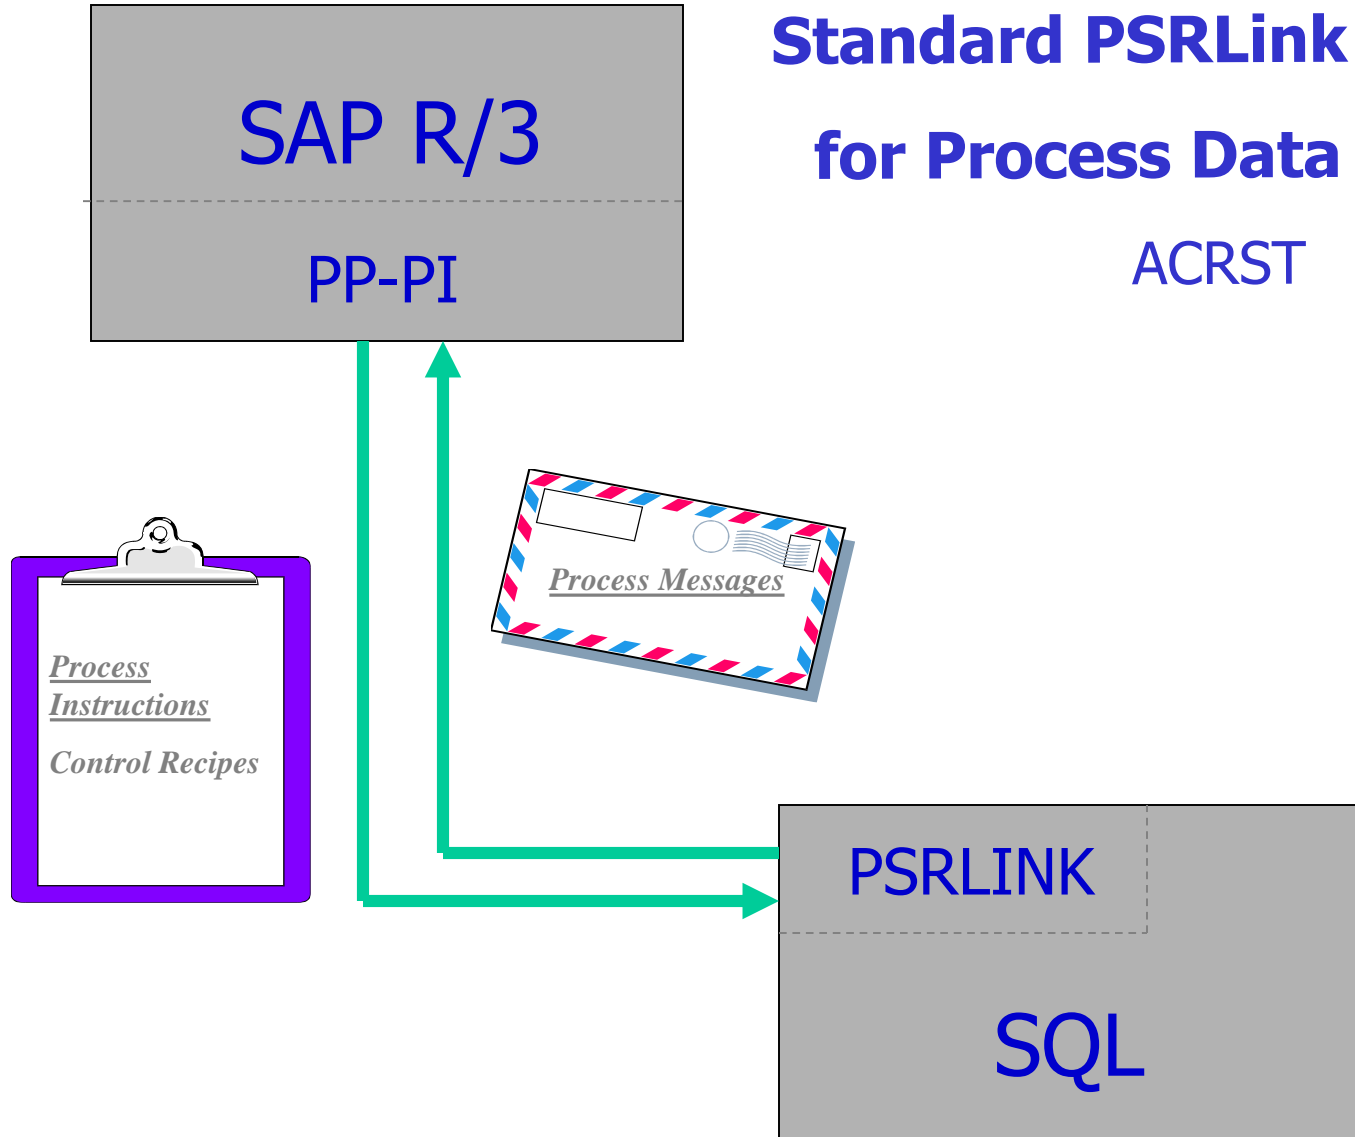 Standard PSRLink
for Process Data
ACRST
SAP R/3
PP-PI
Process Messages
Process
Instructions
Control Recipes
PSRLINK
SQL